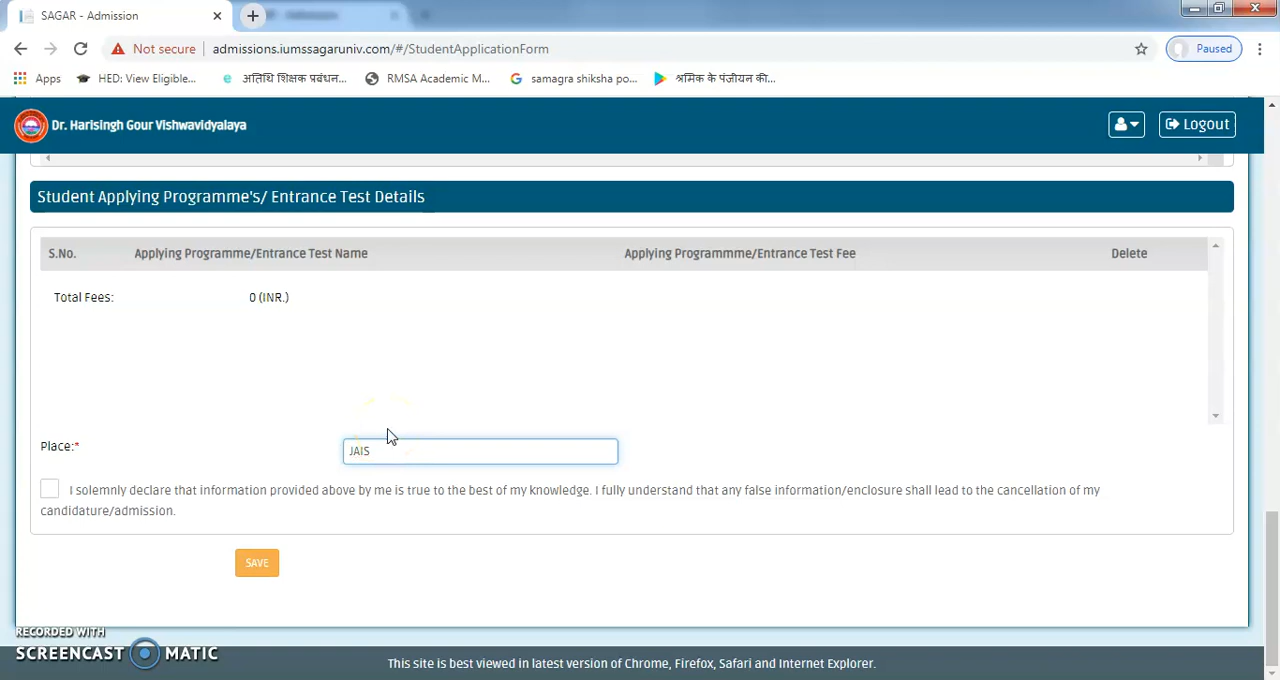 SAGAR - Admission
Admission
Not secure admissions.iumssagaruniv.com/#/StudentApplicationForm Paused
Apps HED: View Eligible... अतिथि शिक्षक प्रबंधन... RMSA Academic M... samagra shiksha po... श्रमिक के पंजीयन की...
Dr. Harisingh Gour Vishwavidyalaya Logout
Student Applying Programme's/ Entrance Test Details
S.No. Applying Programme/Entrance Test Name Applying Programmme/Entrance Test Fee Delete
Total Fees: 0 (INR.)
Place:* JAIS
I solemnly declare that information provided above by me is true to the best of my knowledge. I fully understand that any false information/enclosure shall lead to the cancellation of my
candidature/admission.
SAVE
RECORDED WITH
SCREENCAST MATIC
This site is best viewed in latest version of Chrome, Firefox, Safari and Internet Explorer.